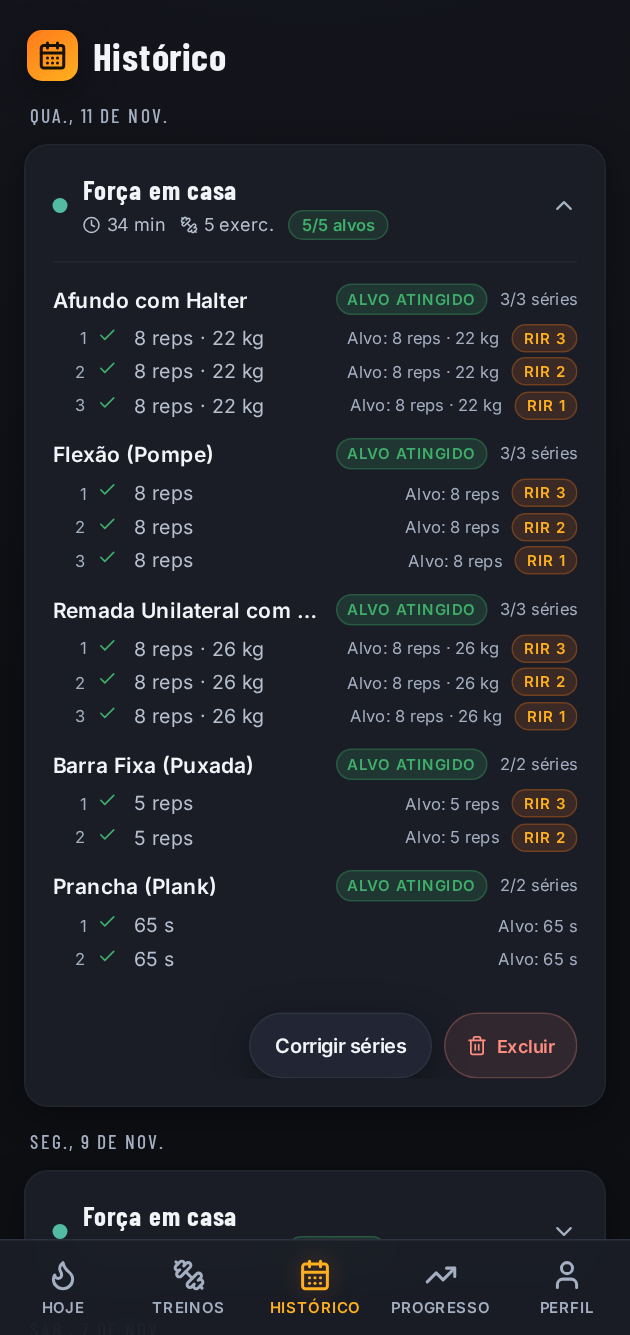 Histórico
QUA., 11 DE NOV.
Força em casa
34 min 5 exerc. 5/5 alvos
Afundo com Halter ALVO ATINGIDO 3/3 séries
1 8 reps · 22 kg Alvo: 8 reps · 22 kg RIR 3
2 8 reps · 22 kg Alvo: 8 reps · 22 kg RIR 2
3 8 reps · 22 kg Alvo: 8 reps · 22 kg RIR 1
Flexão (Pompe) ALVO ATINGIDO 3/3 séries
1 8 reps Alvo: 8 reps RIR 3
2 8 reps Alvo: 8 reps RIR 2
3 8 reps Alvo: 8 reps RIR 1
Remada Unilateral com ... ALVO ATINGIDO 3/3 séries
1 8 reps · 26 kg Alvo: 8 reps · 26 kg RIR 3
2 8 reps · 26 kg Alvo: 8 reps · 26 kg RIR 2
3 8 reps · 26 kg Alvo: 8 reps · 26 kg RIR 1
Barra Fixa (Puxada) ALVO ATINGIDO 2/2 séries
1 5 reps Alvo: 5 reps RIR 3
2 5 reps Alvo: 5 reps RIR 2
Prancha (Plank) ALVO ATINGIDO 2/2 séries
1 65 s Alvo: 65 s
2 65 s Alvo: 65 s
Corrigir séries Excluir
SEG., 9 DE NOV.
Força em casa
HOJE TREINOS HISTÓRICO PROGRESSO PERFIL